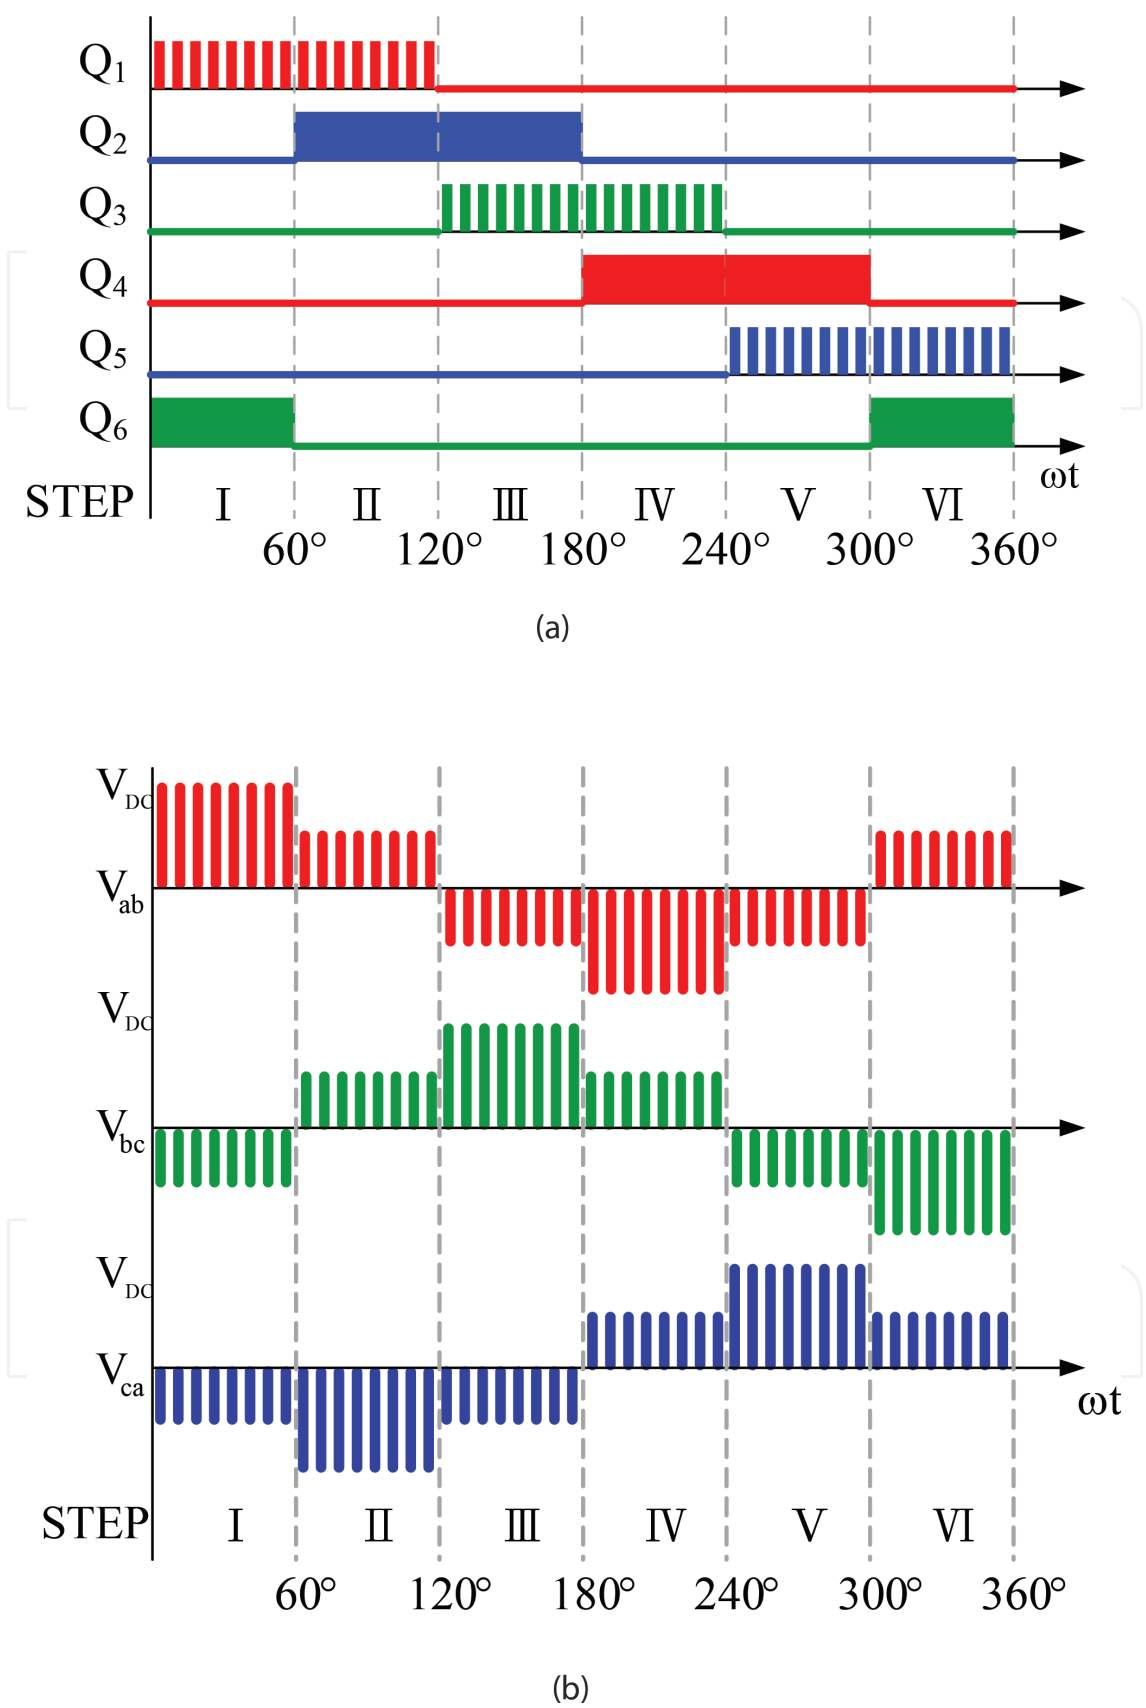 Q1
Q2
Q3
Q4
Q5
Q6
ωt
STEP I II III IV V VI
60° 120° 180° 240° 300° 360°
(a)
VDC
Vab
VDC
Vbc
VDC
Vca
ωt
STEP I II III IV V VI
60° 120° 180° 240° 300° 360°
(b)